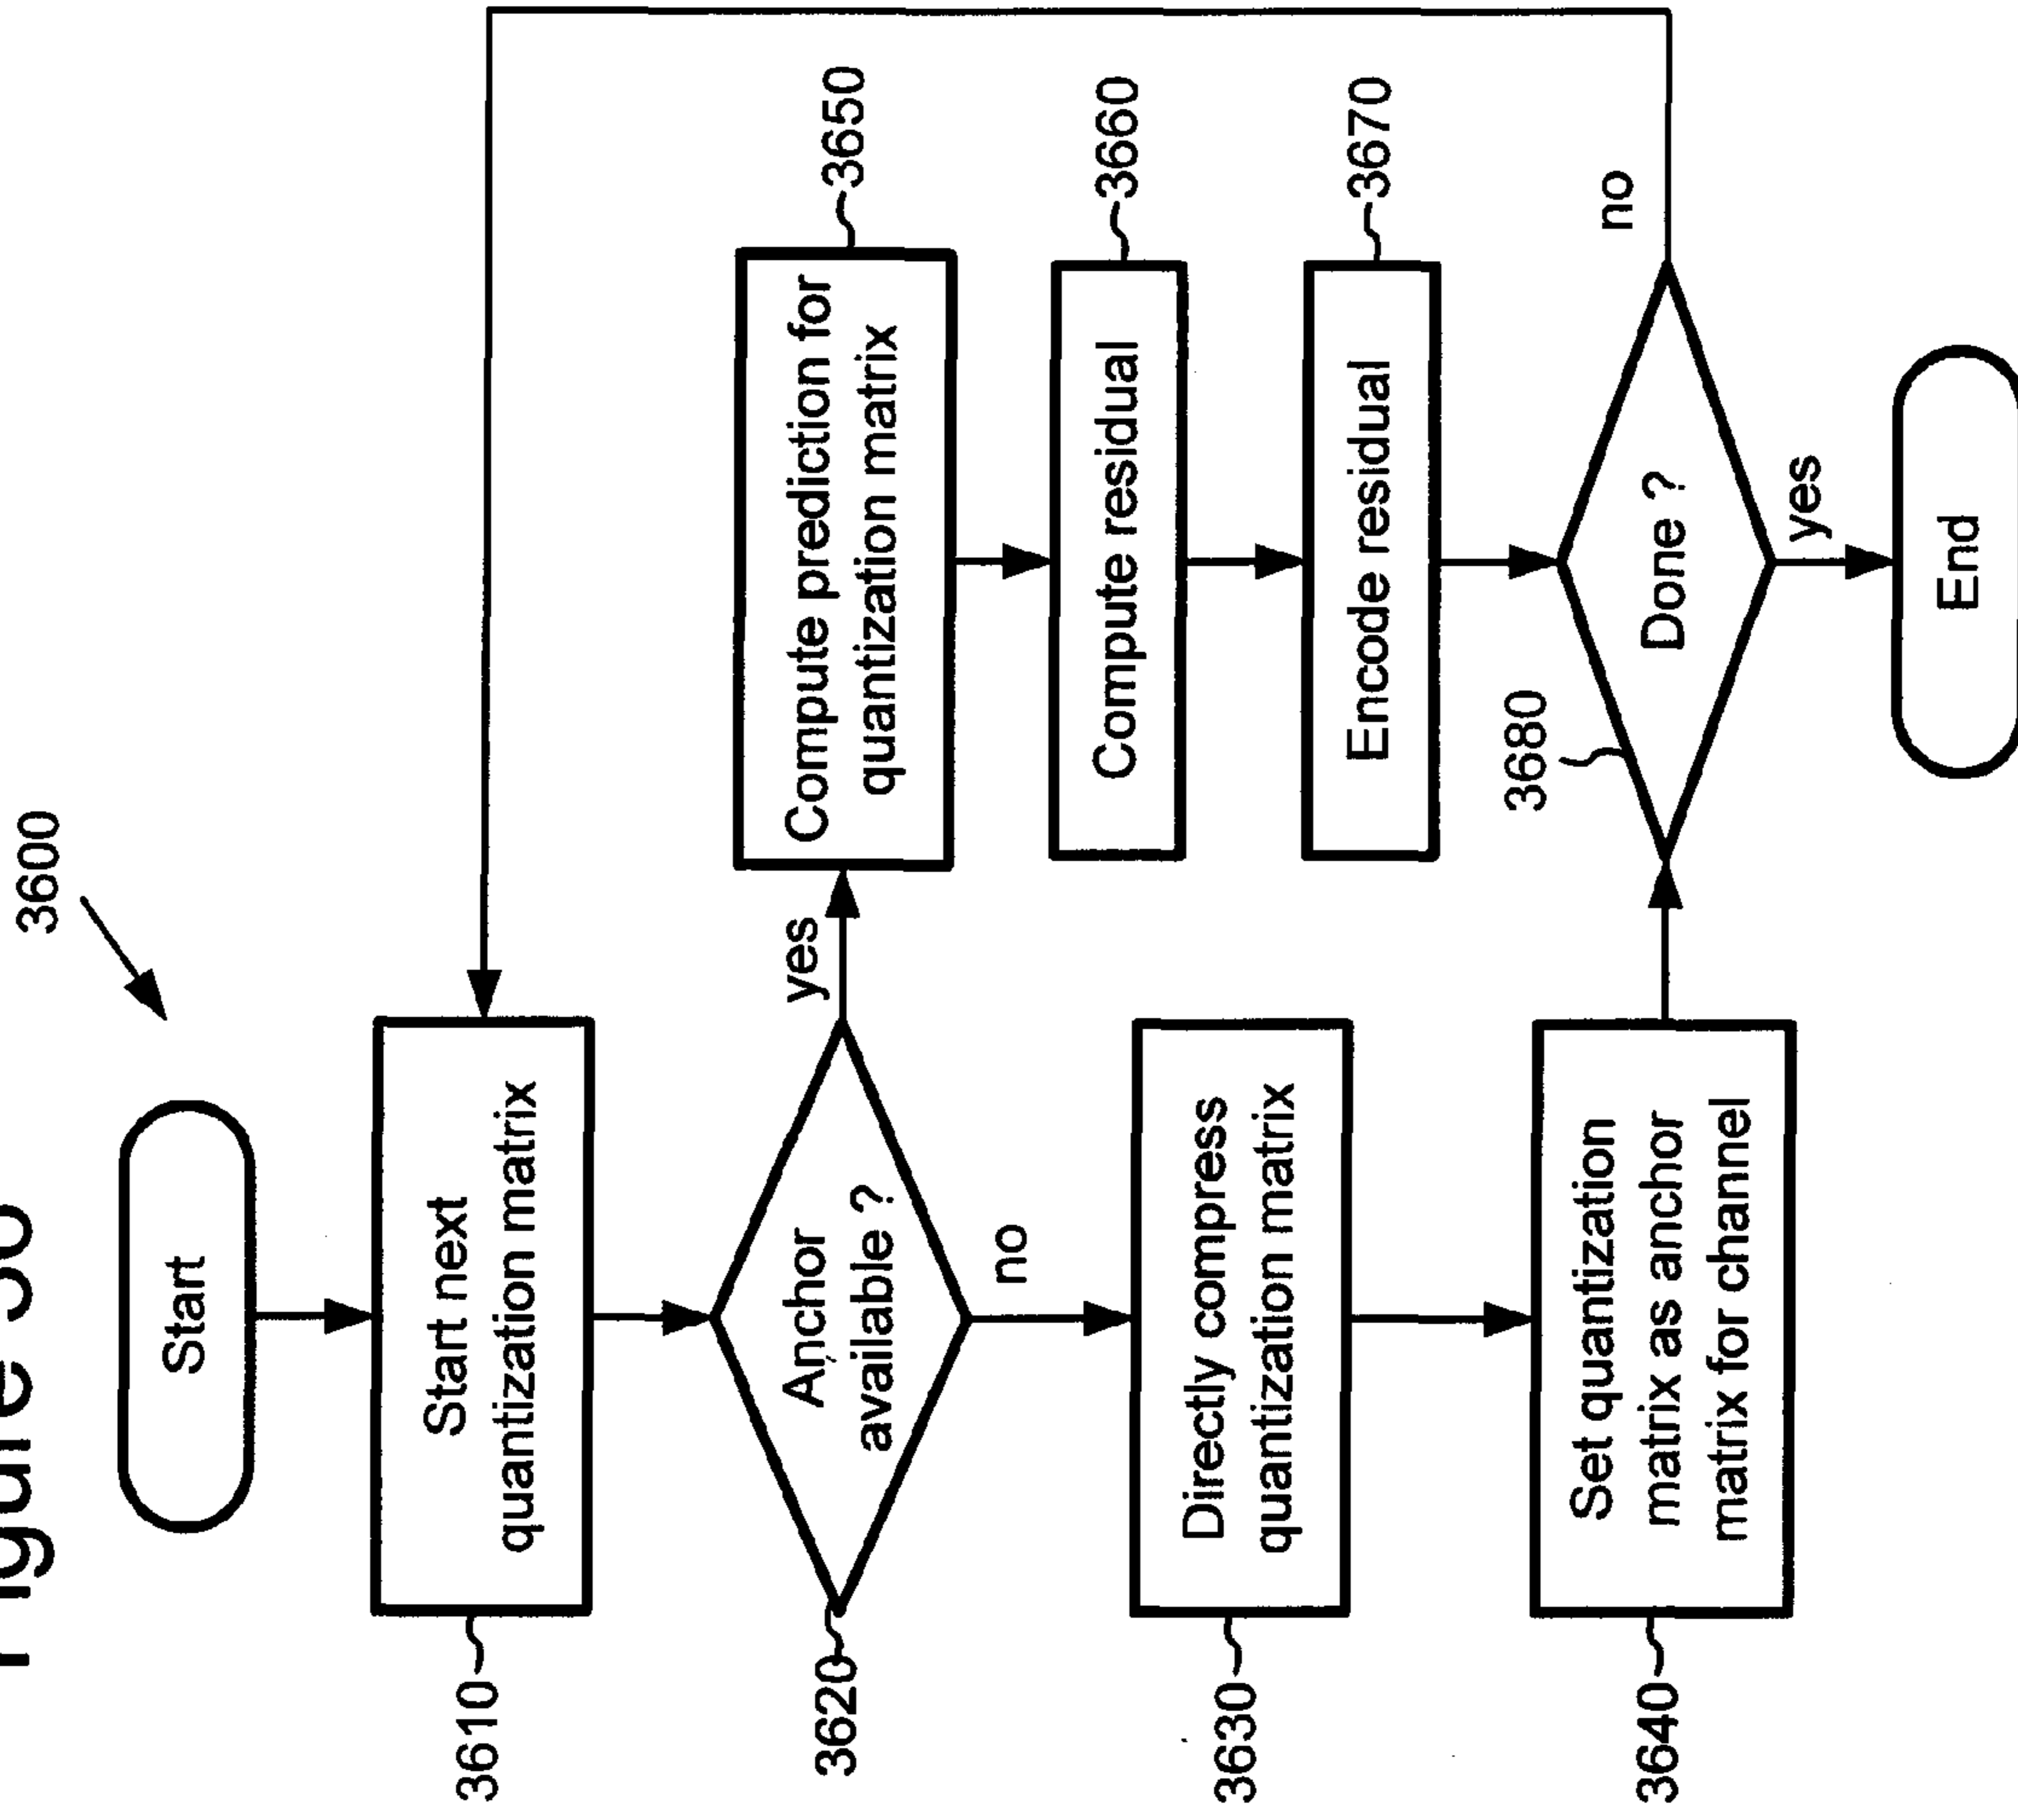 Figure 36
3600
Start
3610
Start next
quantization matrix
3620
Anchor
available ?
yes
no
3630
Directly compress
quantization matrix
3640
Set quantization
matrix as anchor
matrix for channel
3650
Compute prediction for
quantization matrix
3660
Compute residual
3670
Encode residual
3680
Done ?
no
yes
End